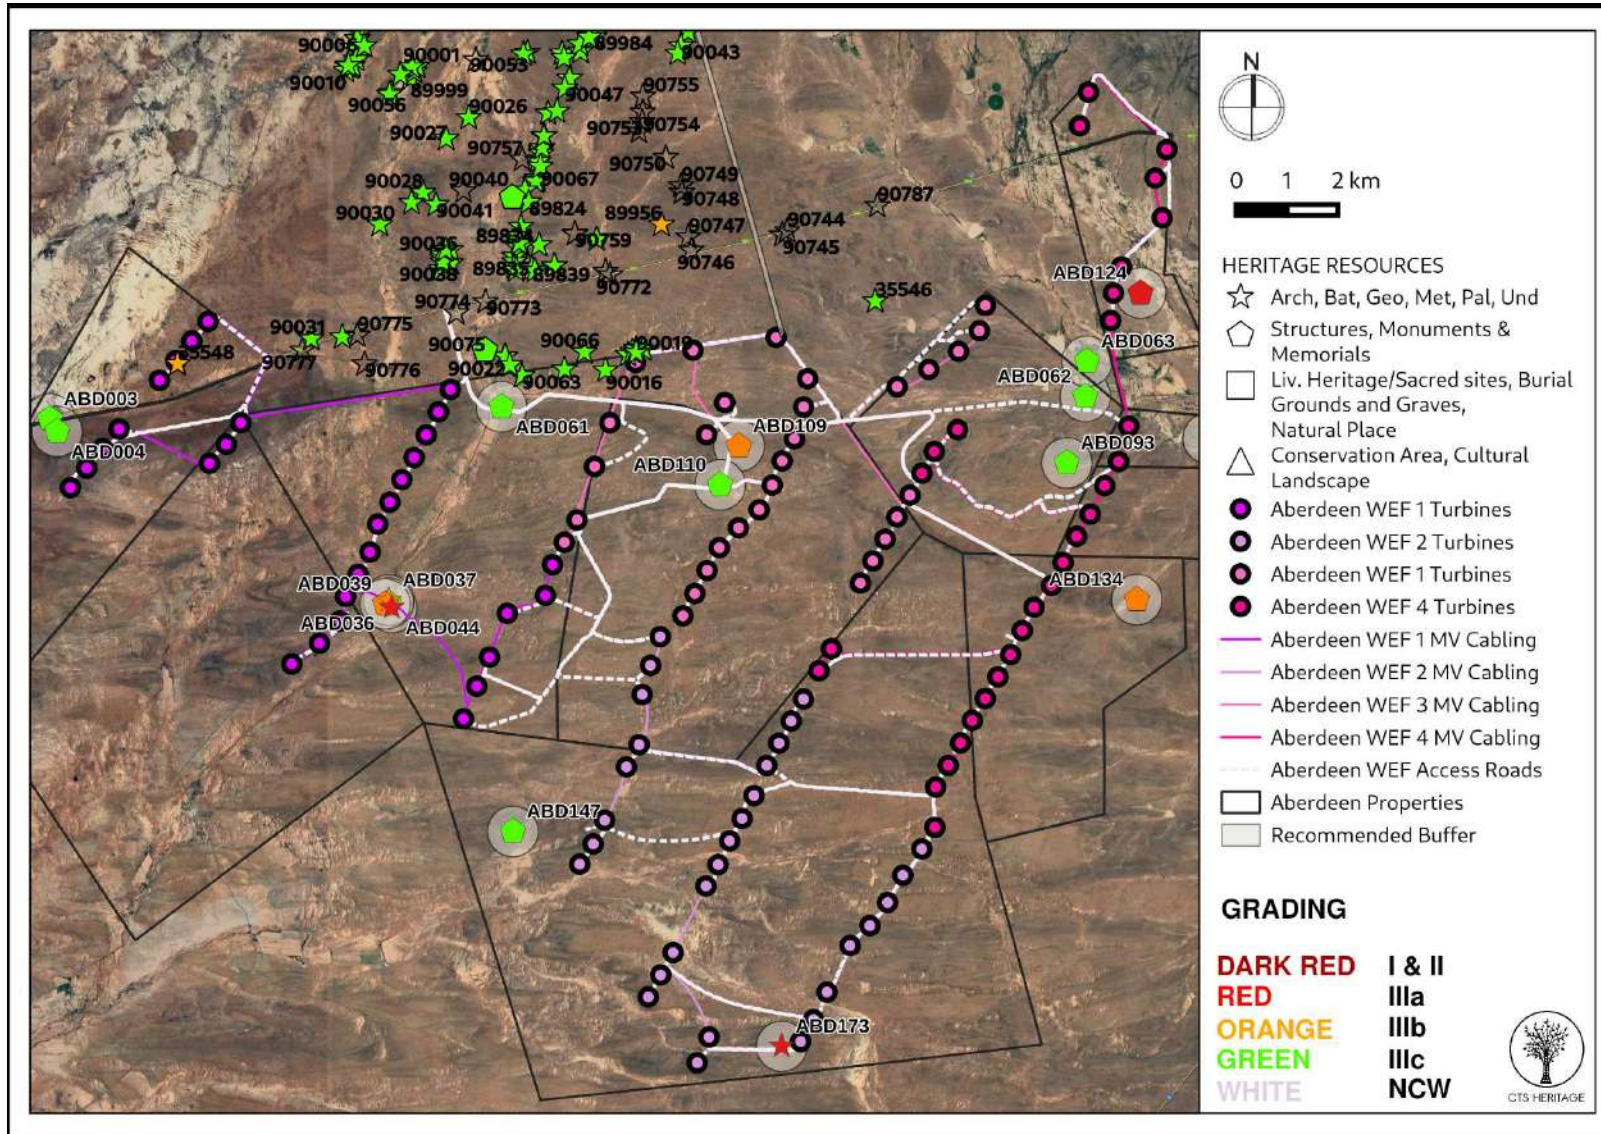 90001
90053
89984
90043
90010
90056
89999
90026
90047
90755
90027
90754
90757
90750
90028
90040
90067
90749
90748
90030
90041
89824
89956
90747
90787
90744
90745
90759
90746
90038
89839
90772
90774
90773
35546
90031
90775
90777
90776
90075
90022
90066
90019
90063
90016
ABD124
ABD063
ABD062
ABD003
ABD004
ABD061
ABD109
ABD110
ABD093
ABD039
ABD037
ABD036
ABD044
ABD134
ABD147
ABD173
N
0 1 2 km
HERITAGE RESOURCES
Arch, Bat, Geo, Met, Pal, Und
Structures, Monuments &
Memorials
Liv. Heritage/Sacred sites, Burial
Grounds and Graves,
Natural Place
Conservation Area, Cultural
Landscape
Aberdeen WEF 1 Turbines
Aberdeen WEF 2 Turbines
Aberdeen WEF 1 Turbines
Aberdeen WEF 4 Turbines
Aberdeen WEF 1 MV Cabling
Aberdeen WEF 2 MV Cabling
Aberdeen WEF 3 MV Cabling
Aberdeen WEF 4 MV Cabling
Aberdeen WEF Access Roads
Aberdeen Properties
Recommended Buffer
GRADING
DARK RED I & II
RED IIIa
ORANGE IIIb
GREEN IIIc
WHITE NCW
CTS HERITAGE